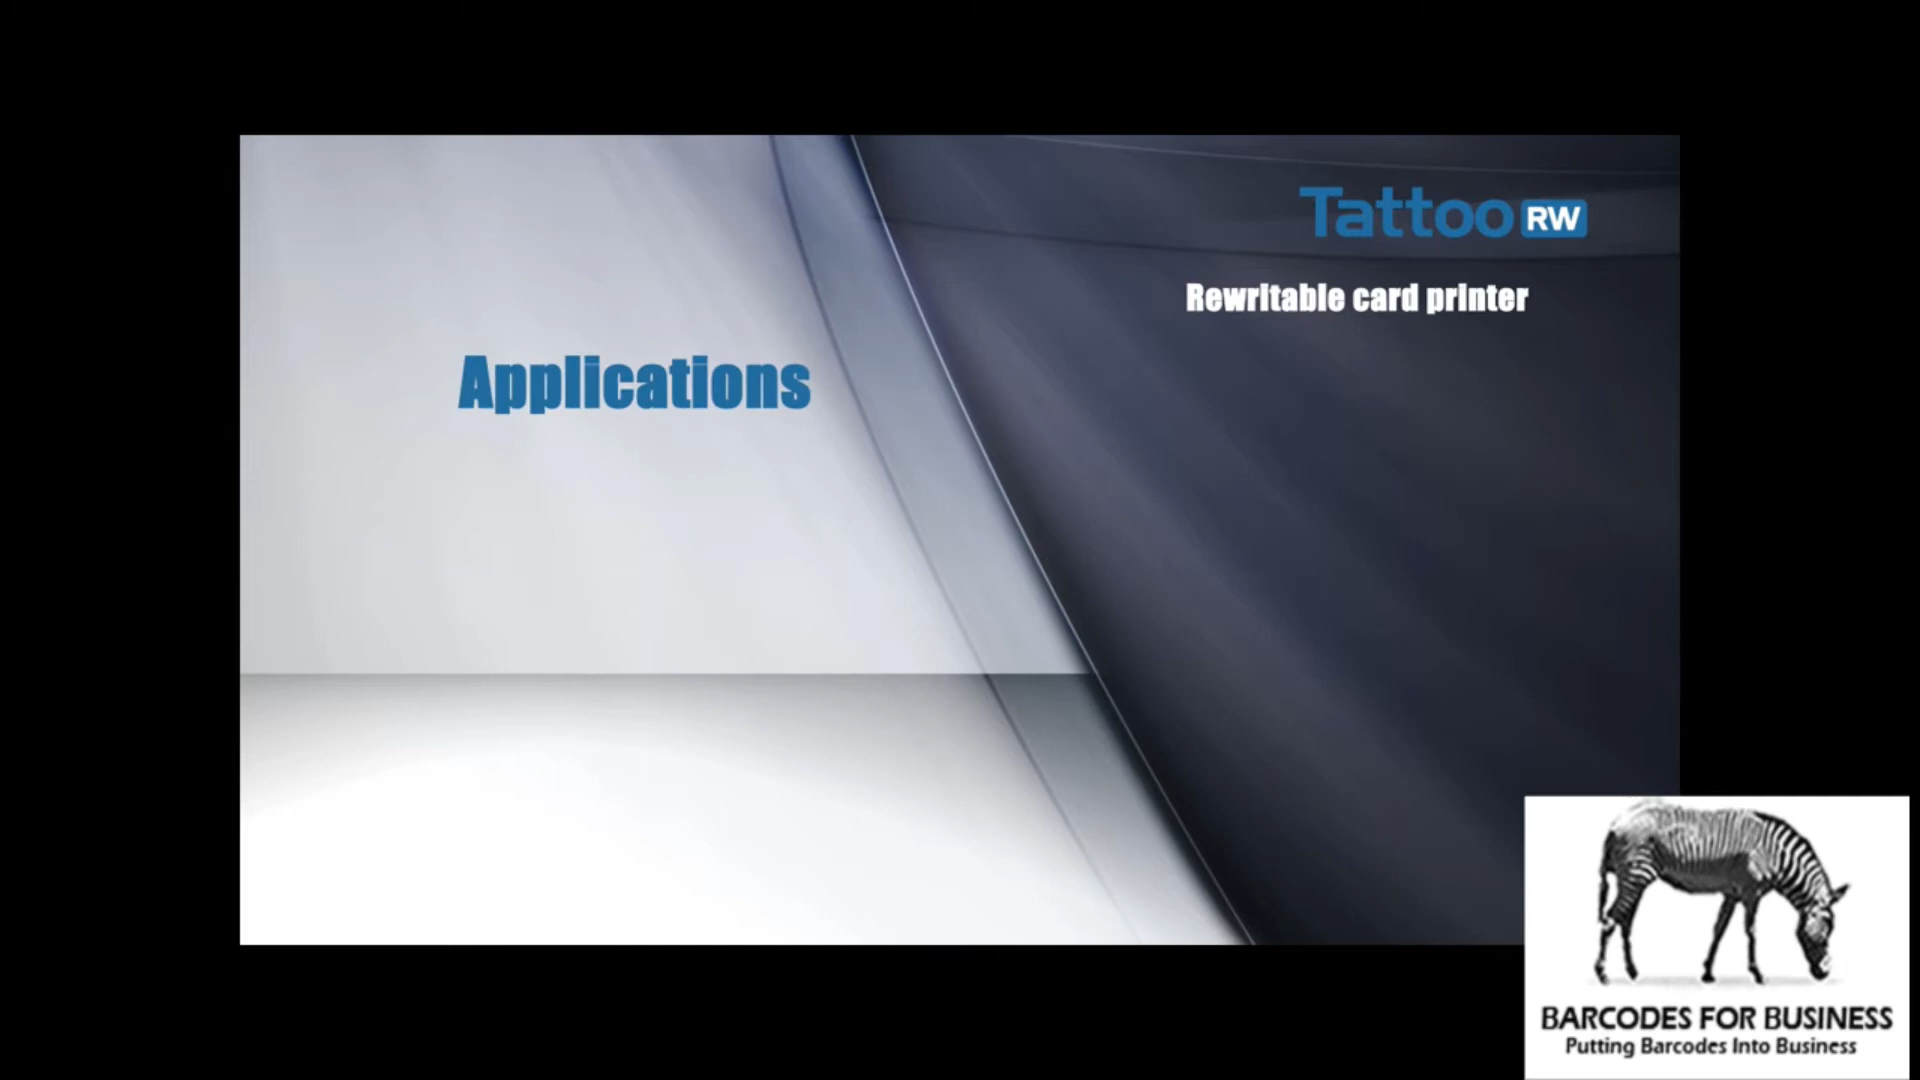 Tattoo RW
Rewritable card printer
Applications
BARCODES FOR BUSINESS
Putting Barcodes Into Business